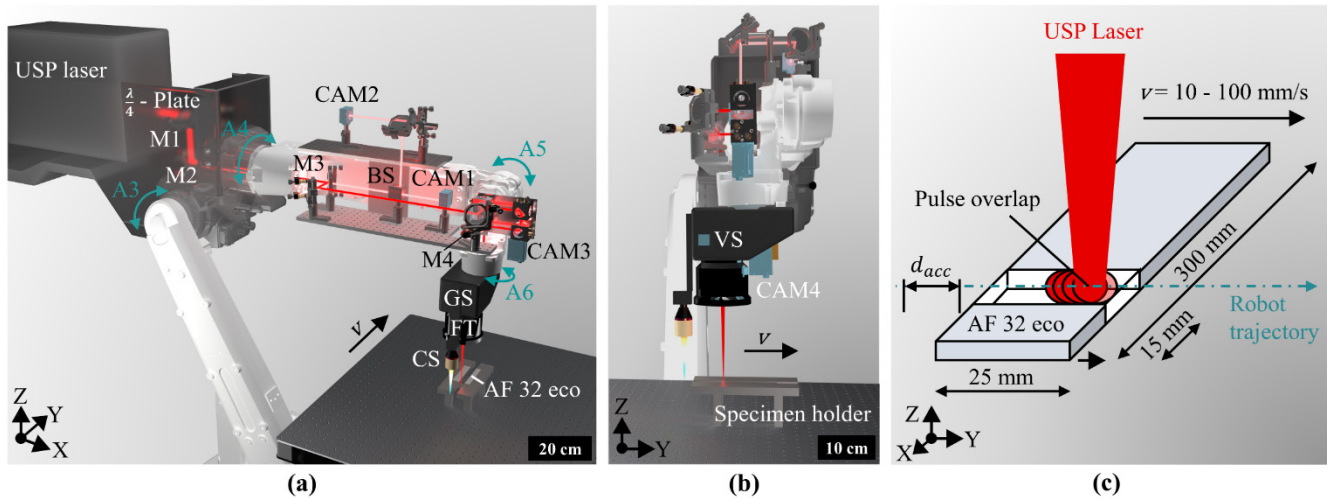 USP laser
λ/4 - Plate
M1
M2
A3
A4
M3
CAM2
BS
CAM1
A5
CAM3
M4
A6
GS
FT
CS
v
AF 32 eco
Z
Y
X
20 cm
(a)
VS
CAM4
v
Specimen holder
Z
Y
10 cm
(b)
USP Laser
v = 10 - 100 mm/s
Pulse overlap
d_acc
300 mm
AF 32 eco
Robot
trajectory
15 mm
25 mm
Z
Y
X
(c)